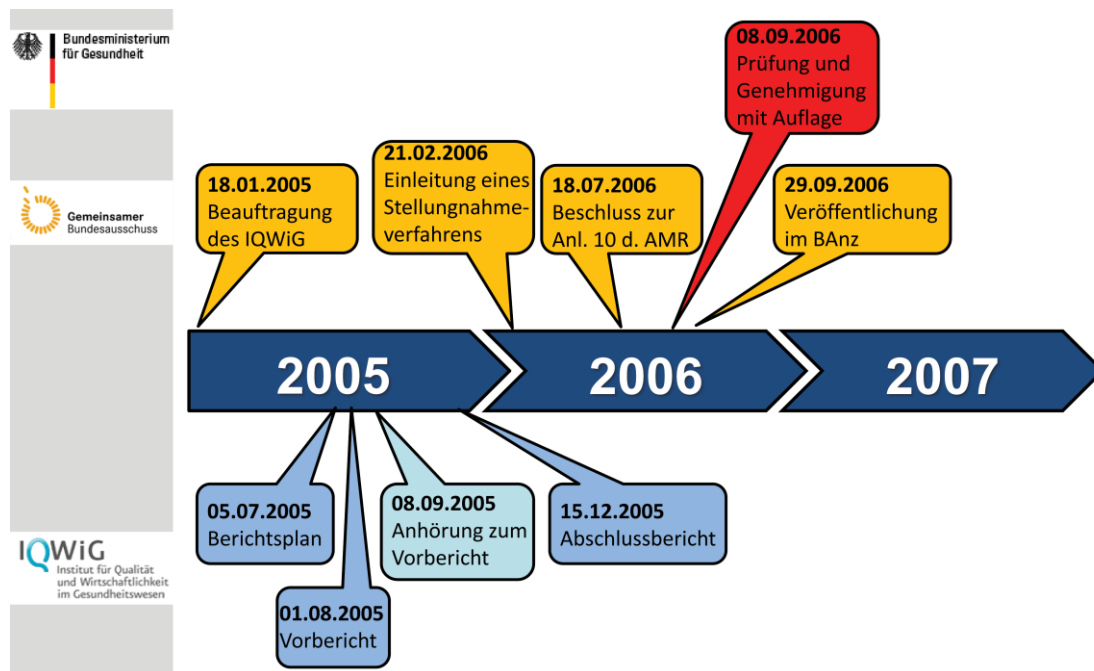 Bundesministerium
für Gesundheit
08.09.2006
Prüfung und
Genehmigung
mit Auflage
Gemeinsamer
Bundesausschuss
18.01.2005
Beauftragung
des IQWiG
21.02.2006
Einleitung eines
Stellungnahme-
verfahrens
18.07.2006
Beschluss zur
Anl. 10 d. AMR
29.09.2006
Veröffentlichung
im BAnz
2005
2006
2007
05.07.2005
Berichtsplan
08.09.2005
Anhörung zum
Vorbericht
15.12.2005
Abschlussbericht
IQWiG
Institut für Qualität
und Wirtschaftlichkeit
im Gesundheitswesen
01.08.2005
Vorbericht